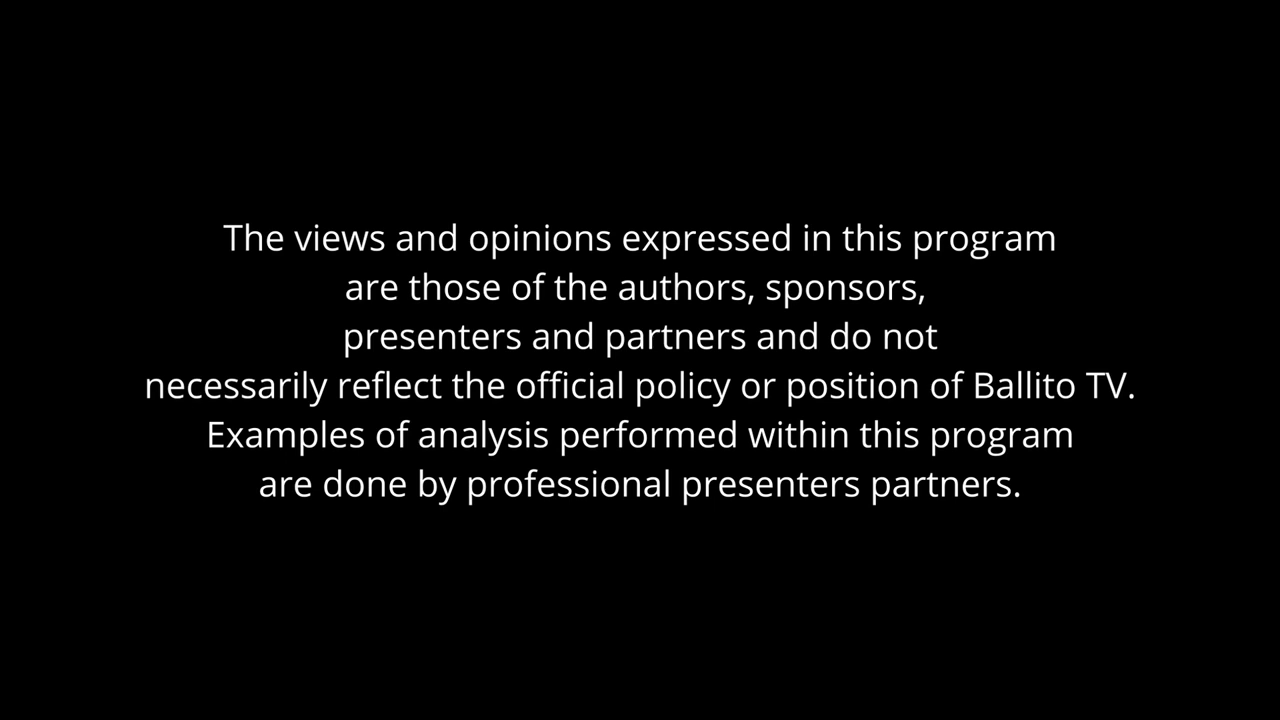 The views and opinions expressed in this program
are those of the authors, sponsors,
presenters and partners and do not
necessarily reflect the official policy or position of Ballito TV.
Examples of analysis performed within this program
are done by professional presenters partners.